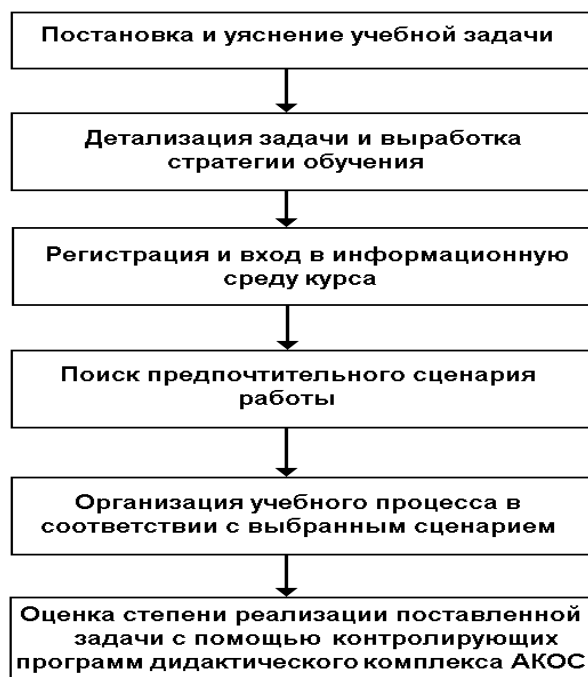 Постановка и уяснение учебной задачи
Детализация задачи и выработка
стратегии обучения
Регистрация и вход в информационную
среду курса
Поиск предпочтительного сценария
работы
Организация учебного процесса в
соответствии с выбранным сценарием
Оценка степени реализации поставленной
задачи с помощью контролирующих
программ дидактического комплекса АКОС